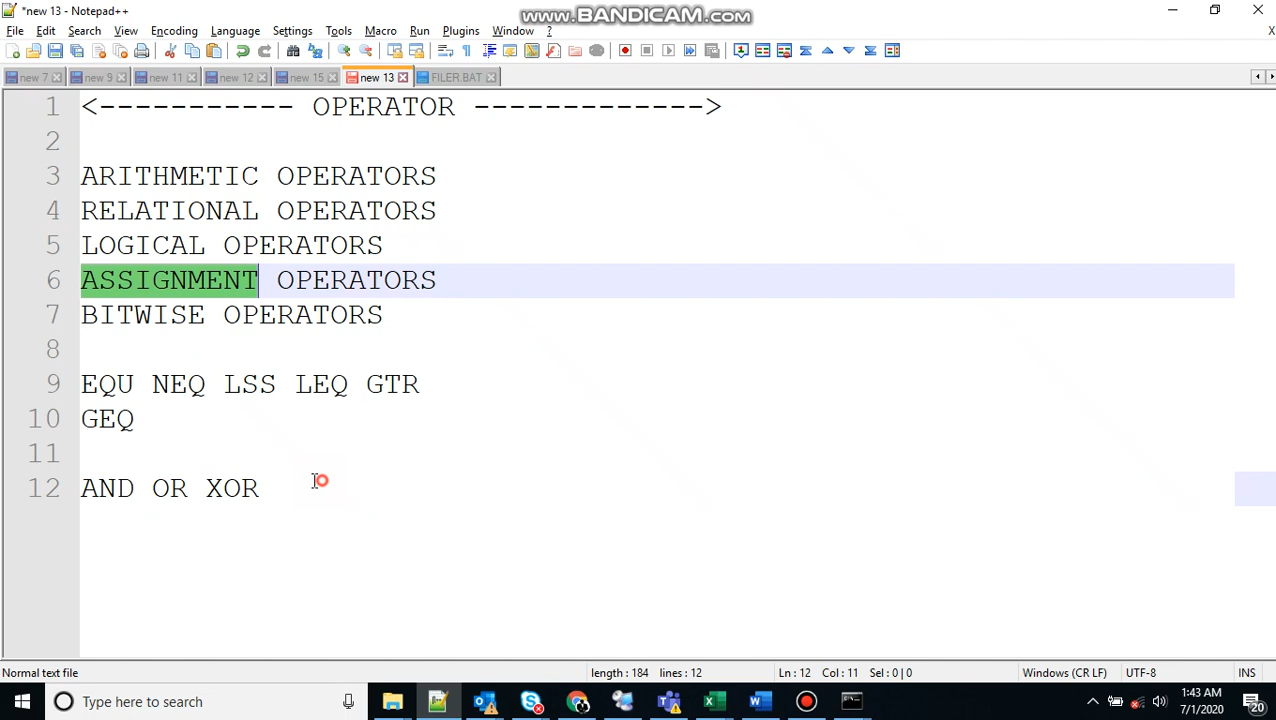 *new 13 - Notepad++
www.BANDICAM.com
File Edit Search View Encoding Language Settings Tools Macro Run Plugins Window ?
X
new 7 new 9 new 11 new 12 new 15 new 13 FILER BAT
1 <----------- OPERATOR ------------->
2
3 ARITHMETIC OPERATORS
4 RELATIONAL OPERATORS
5 LOGICAL OPERATORS
6 ASSIGNMENT OPERATORS
7 BITWISE OPERATORS
8
9 EQU NEQ LSS LEQ GTR
10 GEQ
11
12 AND OR XOR
Normal text file length : 184 lines : 12 Ln : 12 Col : 11 Sel : 0 | 0 Windows (CR LF) UTF-8 INS
Type here to search
1:43 AM
7/1/2020
20